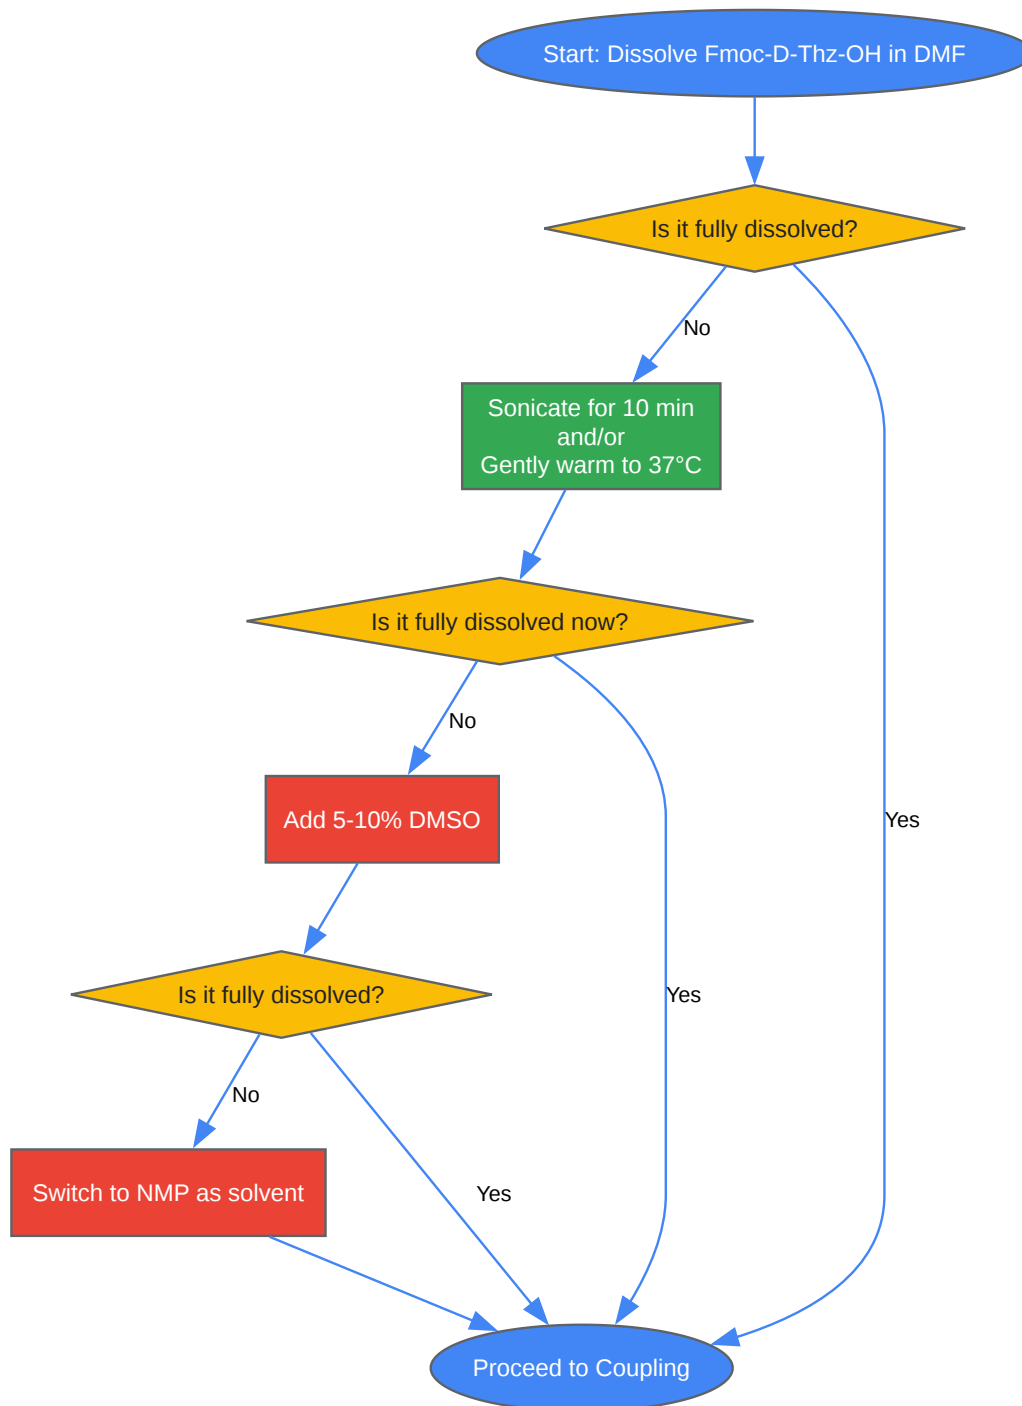 Start: Dissolve Fmoc-D-Thz-OH in DMF
Is it fully dissolved?
No
Sonicate for 10 min
and/or
Gently warm to 37°C
Is it fully dissolved now?
No
Add 5-10% DMSO
Yes
Is it fully dissolved?
Yes
No
Switch to NMP as solvent
Yes
Proceed to Coupling